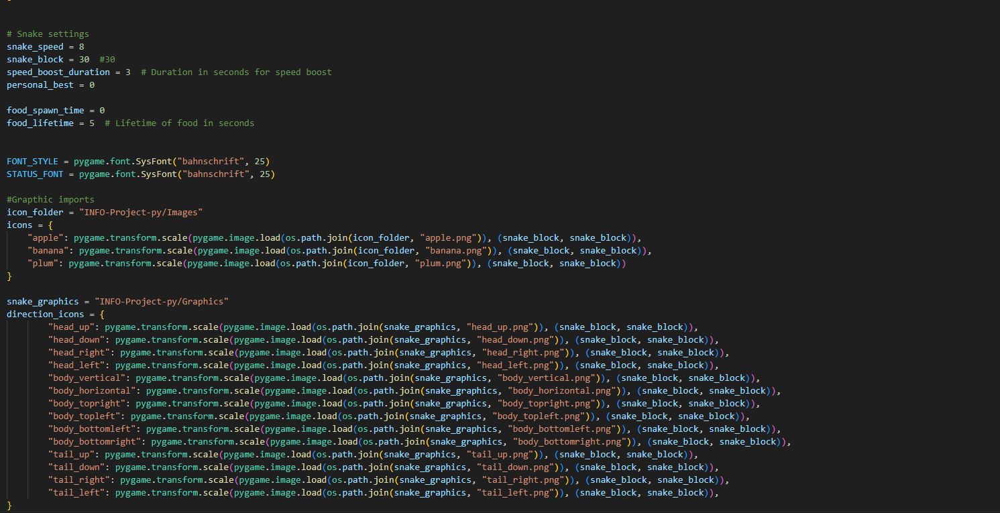 # Snake settings
snake_speed = 8
snake_block = 30  #30
speed_boost_duration = 3  # Duration in seconds for speed boost
personal_best = 0
food_spawn_time = 0
food_lifetime = 5  # Lifetime of food in seconds
FONT_STYLE = pygame.font.SysFont("bahnschrift", 25)
STATUS_FONT = pygame.font.SysFont("bahnschrift", 25)
#Grapthic imports
icon_folder = "INFO-Project-py/Images"
icons = {
    "apple": pygame.transform.scale(pygame.image.load(os.path.join(icon_folder, "apple.png")), (snake_block, snake_block)),
    "banana": pygame.transform.scale(pygame.image.load(os.path.join(icon_folder, "banana.png")), (snake_block, snake_block)),
    "plum": pygame.transform.scale(pygame.image.load(os.path.join(icon_folder, "plum.png")), (snake_block, snake_block))
}
snake_graphics = "INFO-Project-py/Graphics"
direction_icons = {
        "head_up": pygame.transform.scale(pygame.image.load(os.path.join(snake_graphics, "head_up.png")), (snake_block, snake_block)),
        "head_down": pygame.transform.scale(pygame.image.load(os.path.join(snake_graphics, "head_down.png")), (snake_block, snake_block)),
        "head_right": pygame.transform.scale(pygame.image.load(os.path.join(snake_graphics, "head_right.png")), (snake_block, snake_block)),
        "head_left": pygame.transform.scale(pygame.image.load(os.path.join(snake_graphics, "head_left.png")), (snake_block, snake_block)),
        "body_vertical": pygame.transform.scale(pygame.image.load(os.path.join(snake_graphics, "body_vertical.png")), (snake_block, snake_block)),
        "body_horizontal": pygame.transform.scale(pygame.image.load(os.path.join(snake_graphics, "body_horizontal.png")), (snake_block, snake_block)),
        "body_topright": pygame.transform.scale(pygame.image.load(os.path.join(snake_graphics, "body_topright.png")), (snake_block, snake_block)),
        "body_topleft": pygame.transform.scale(pygame.image.load(os.path.join(snake_graphics, "body_topleft.png")), (snake_block, snake_block)),
        "body_bottomleft": pygame.transform.scale(pygame.image.load(os.path.join(snake_graphics, "body_bottomleft.png")), (snake_block, snake_block)),
        "body_bottomright": pygame.transform.scale(pygame.image.load(os.path.join(snake_graphics, "body_bottomright.png")), (snake_block, snake_block)),
        "tail_up": pygame.transform.scale(pygame.image.load(os.path.join(snake_graphics, "tail_up.png")), (snake_block, snake_block)),
        "tail_down": pygame.transform.scale(pygame.image.load(os.path.join(snake_graphics, "tail_down.png")), (snake_block, snake_block)),
        "tail_right": pygame.transform.scale(pygame.image.load(os.path.join(snake_graphics, "tail_right.png")), (snake_block, snake_block)),
        "tail_left": pygame.transform.scale(pygame.image.load(os.path.join(snake_graphics, "tail_left.png")), (snake_block, snake_block)),
}